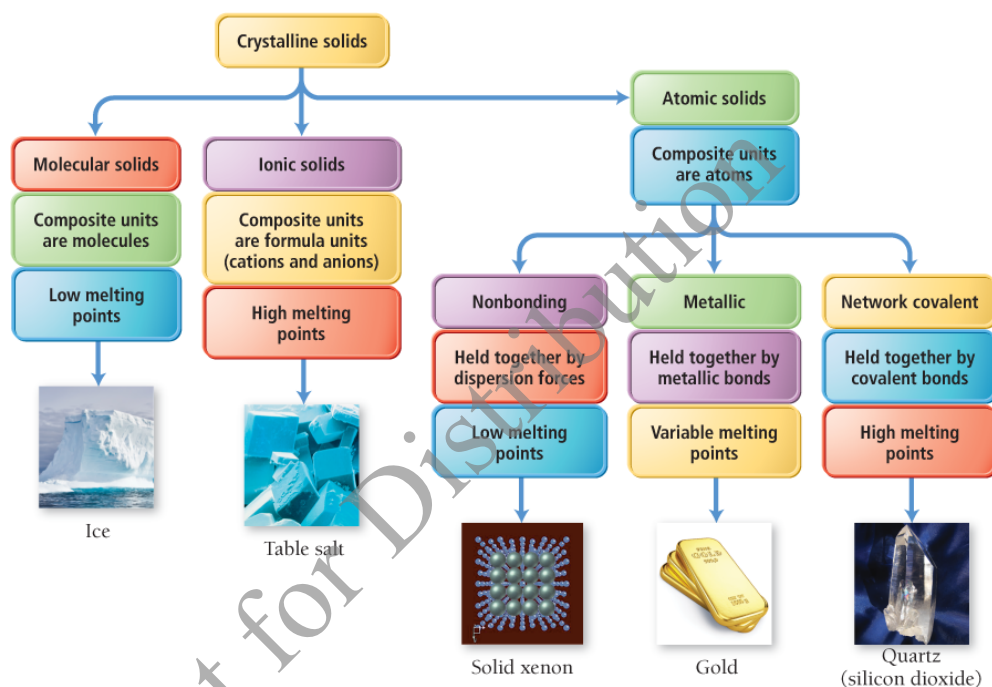 Crystalline solids
Atomic solids
Composite units
are atoms
Molecular solids
Composite units
are molecules
Low melting
points
Ionic solids
Composite units
are formula units
(cations and anions)
High melting
points
Nonbonding
Held together by
dispersion forces
Low melting
points
Metallic
Held together by
metallic bonds
Variable melting
points
Network covalent
Held together by
covalent bonds
High melting
points
Ice
Table salt
Solid xenon
Gold
Quartz
(silicon dioxide)
for Distribution